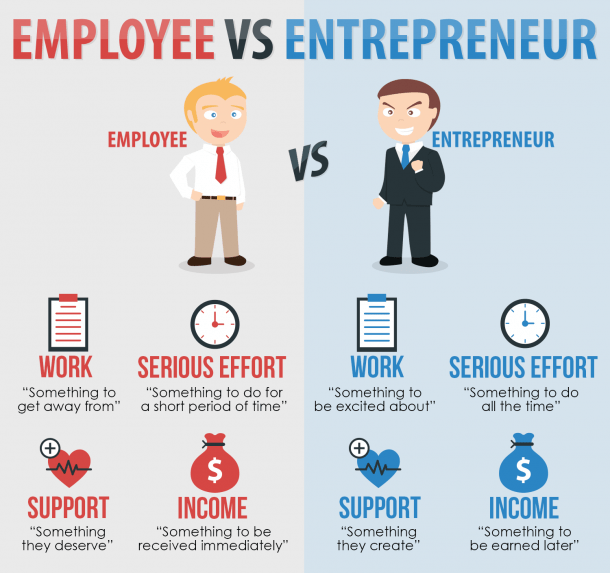 EMPLOYEE VS ENTREPRENEUR
EMPLOYEE
VS
ENTREPRENEUR
WORK
“Something to
get away from”
SERIOUS EFFORT
“Something to do for
a short period of time”
WORK
“Something to
be excited about”
SERIOUS EFFORT
“Something to do
all the time”
SUPPORT
“Something
they deserve”
$
INCOME
“Something to be
received immediately”
SUPPORT
“Something
they create”
$
INCOME
“Something to
be earned later”